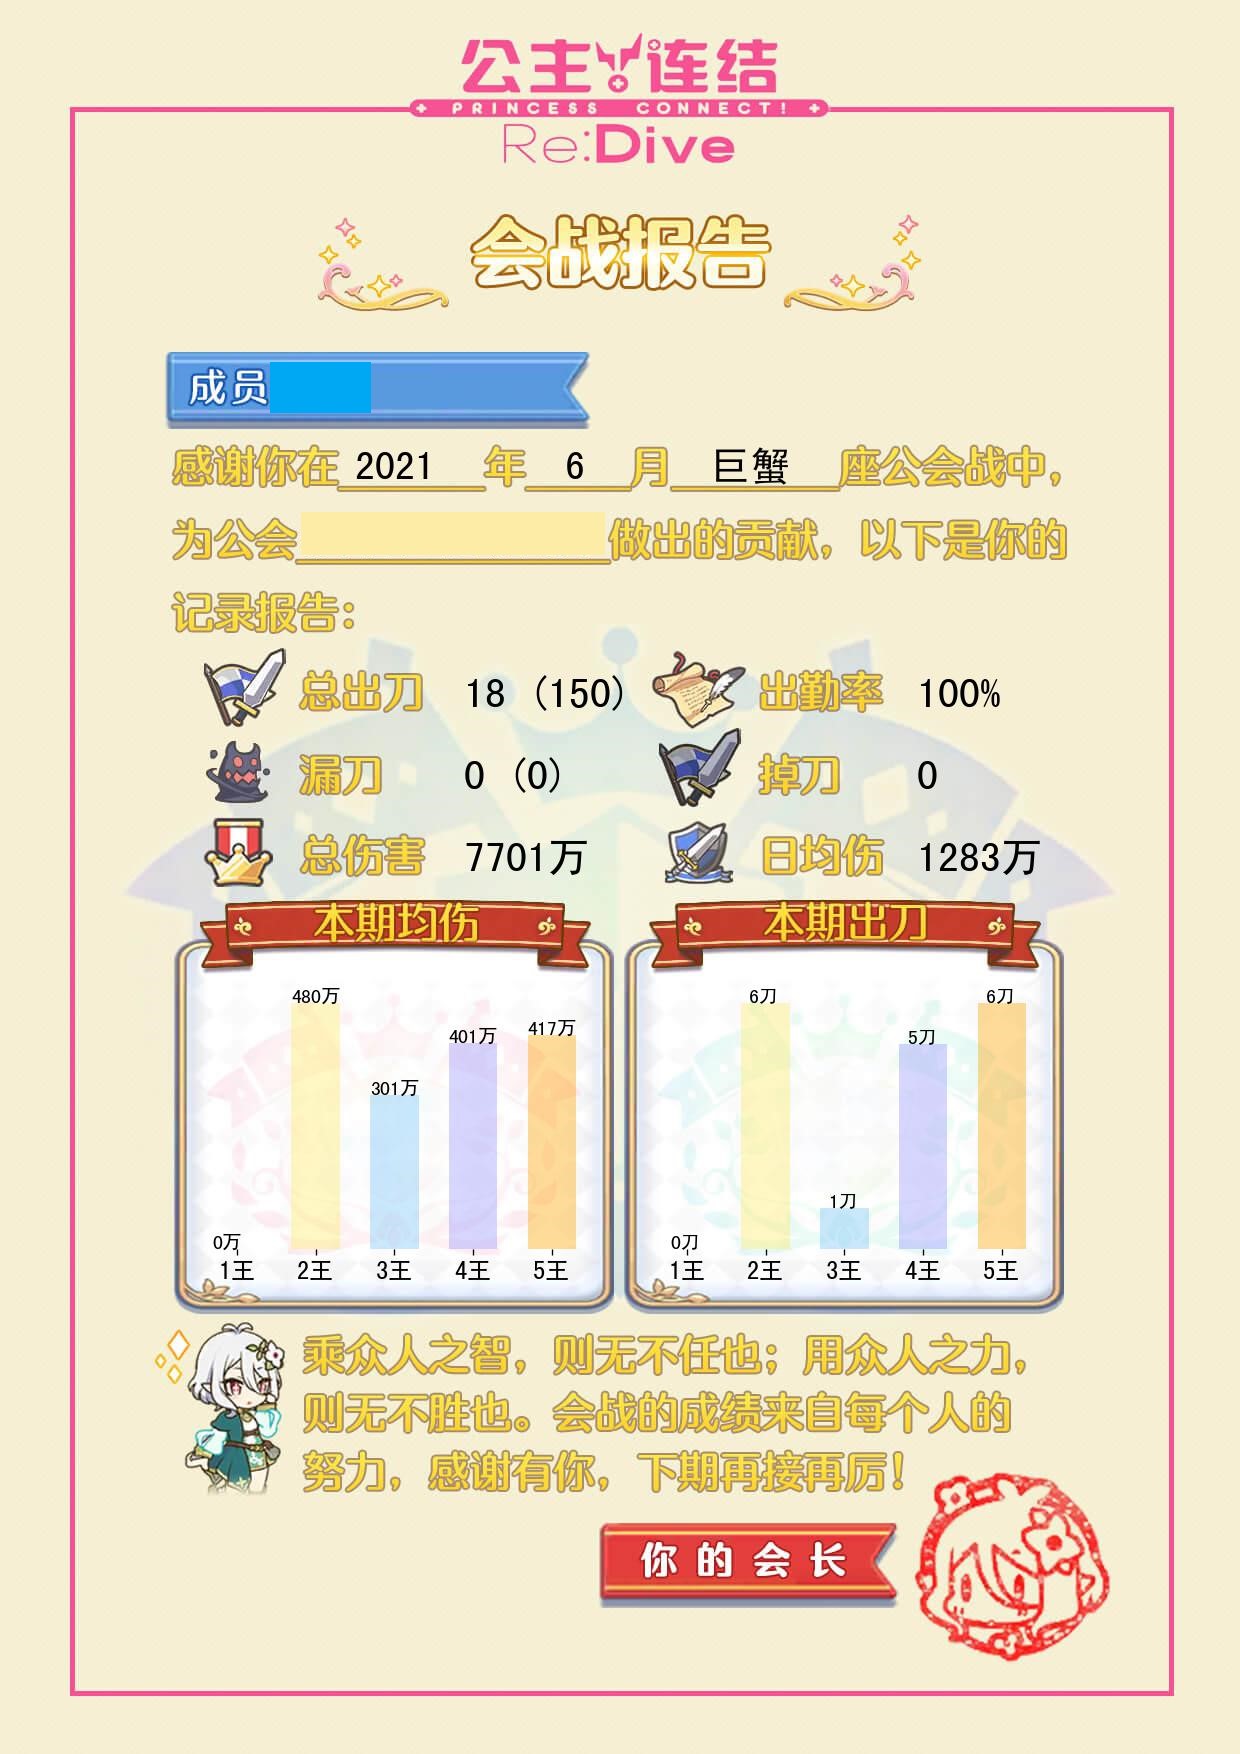 公主连结
PRINCESS CONNECT!
Re:Dive
会战报告
成员
感谢你在 2021 年 6 月 巨蟹 座公会战中，
为公会 做出的贡献，以下是你的
记录报告：
总出刀 18 (150) 出勤率 100%
漏刀 0 (0) 掉刀 0
总伤害 7701万 日均伤 1283万
本期均伤
480万
417万
401万
301万
0万
1王 2王 3王 4王 5王
本期出刀
6刀 6刀
5刀
1刀
0刀
1王 2王 3王 4王 5王
乘众人之智，则无不任也；用众人之力，
则无不胜也。会战的成绩来自每个人的
努力，感谢有你，下期再接再厉！
你的会长